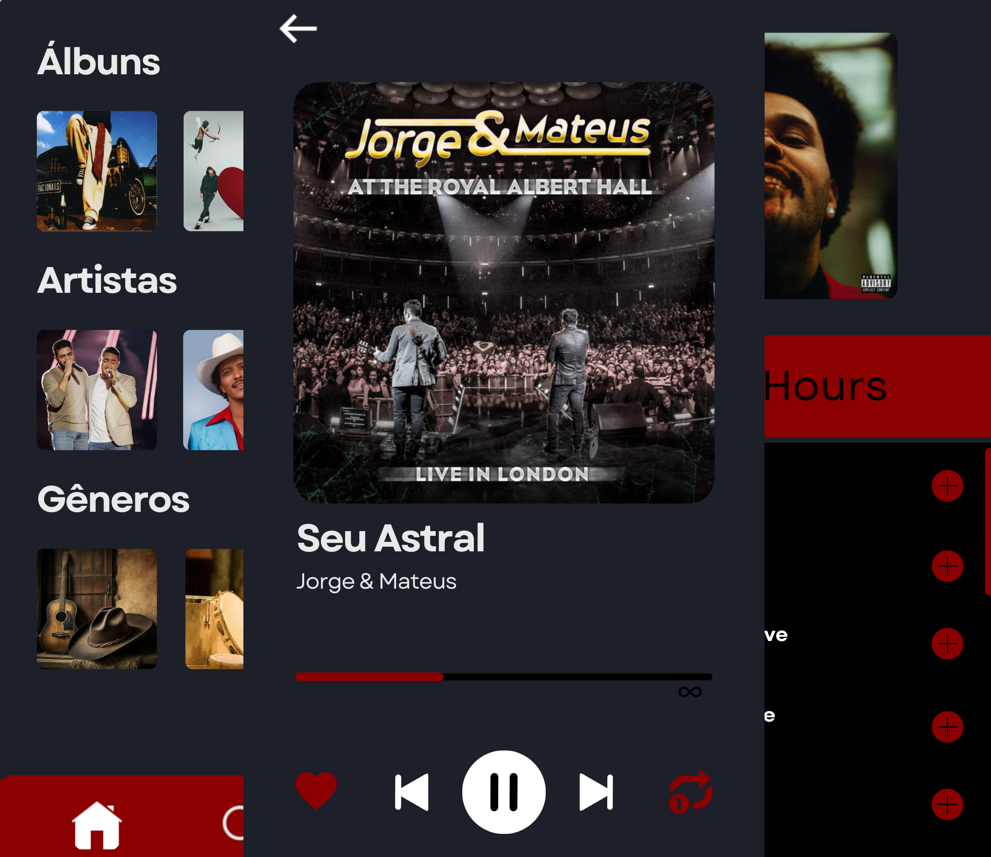 Álbuns
Artistas
Gêneros
Jorge & Mateus
AT THE ROYAL ALBERT HALL
LIVE IN LONDON
Seu Astral
Jorge & Mateus
1
PARENTAL
ADVISORY
EXPLICIT CONTENT
Hours
ve
e